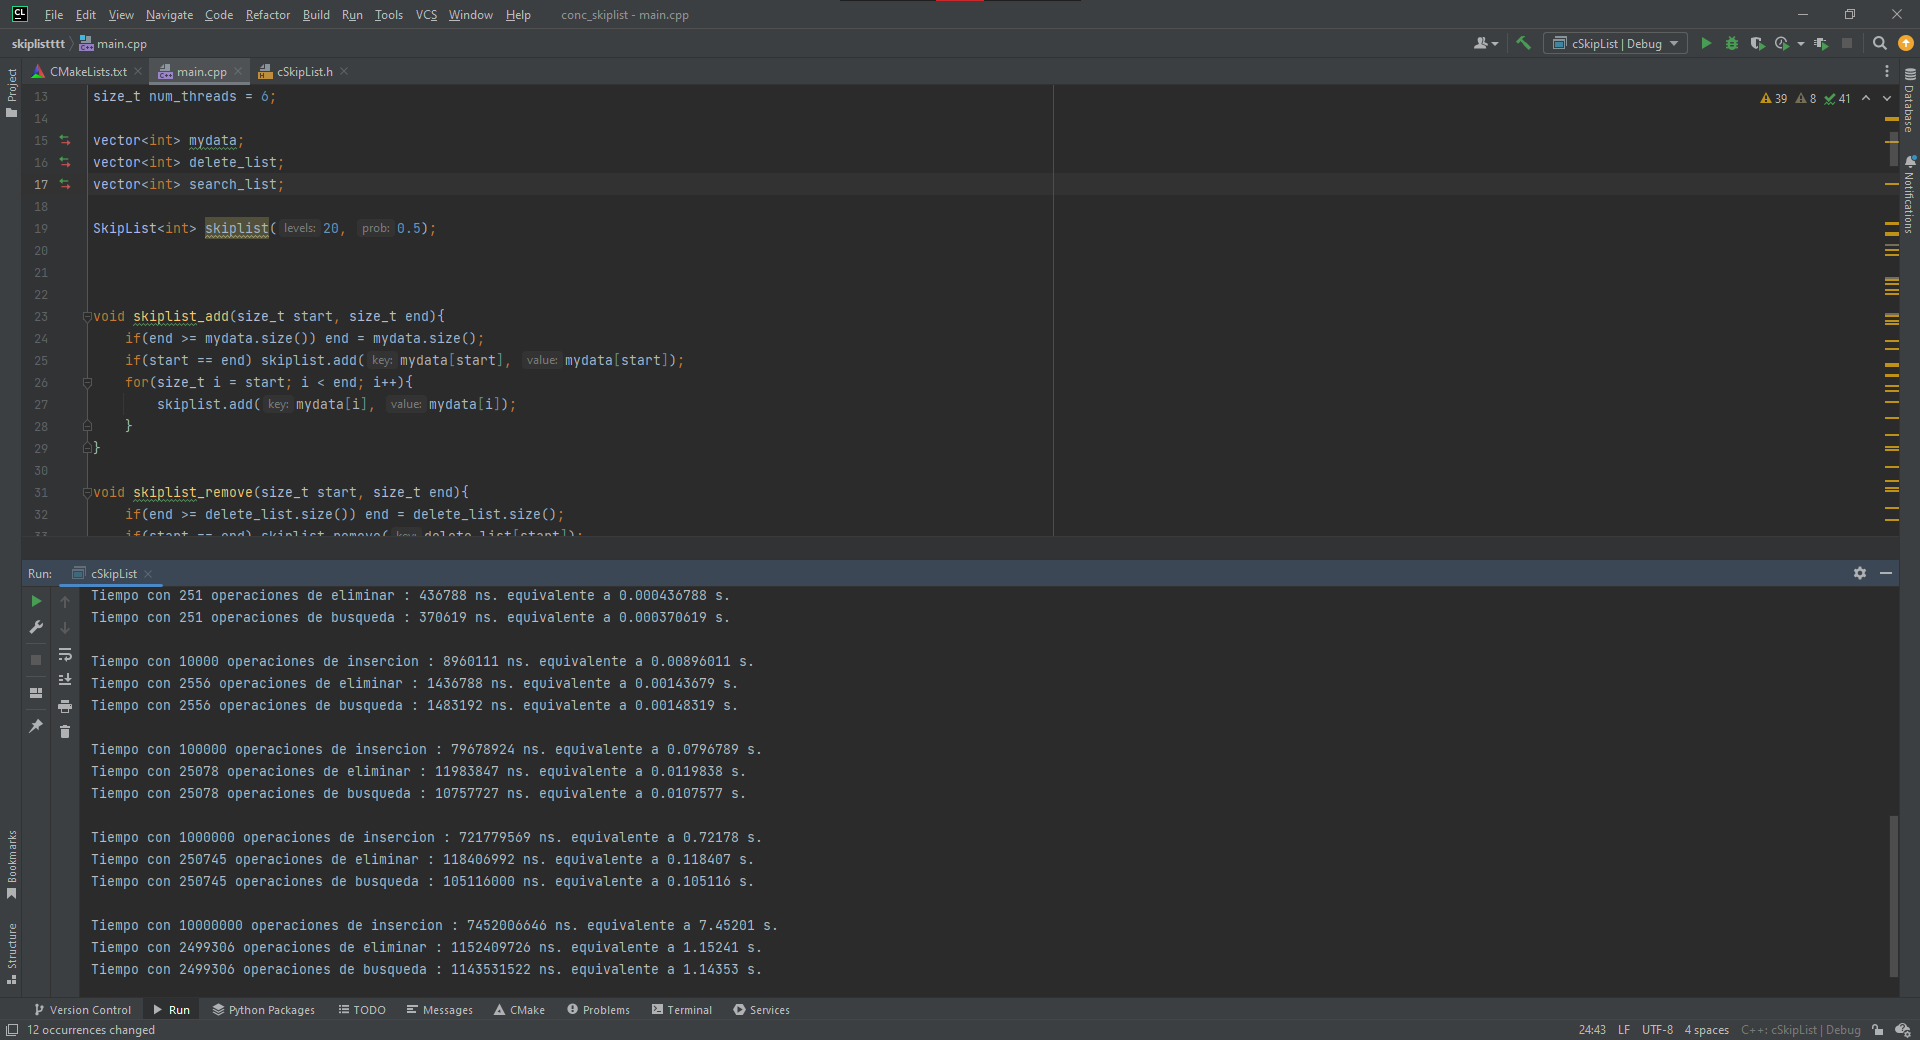 CL File Edit View Navigate Code Refactor Build Run Tools VCS Window Help conc_skiplist - main.cpp
skiplistttt main.cpp cSkipList | Debug
CMakeLists.txt main.cpp cSkipList.h
Project
Database
Notifications
39 8 41
13 size_t num_threads = 6;
14
15 vector<int> mydata;
16 vector<int> delete_list;
17 vector<int> search_list;
18
19 SkipList<int> skiplist( levels: 20, prob: 0.5);
20
21
22
23 void skiplist_add(size_t start, size_t end){
24 if(end >= mydata.size()) end = mydata.size();
25 if(start == end) skiplist.add( key: mydata[start], value: mydata[start]);
26 for(size_t i = start; i < end; i++){
27 skiplist.add( key: mydata[i], value: mydata[i]);
28 }
29 }
30
31 void skiplist_remove(size_t start, size_t end){
32 if(end >= delete_list.size()) end = delete_list.size();
33 if(start == end) skiplist.remove( key: delete_list[start]);
Run: cSkipList
Tiempo con 251 operaciones de eliminar : 436788 ns. equivalente a 0.000436788 s.
Tiempo con 251 operaciones de busqueda : 370619 ns. equivalente a 0.000370619 s.
Tiempo con 10000 operaciones de insercion : 8960111 ns. equivalente a 0.00896011 s.
Tiempo con 2556 operaciones de eliminar : 1436788 ns. equivalente a 0.00143679 s.
Tiempo con 2556 operaciones de busqueda : 1483192 ns. equivalente a 0.00148319 s.
Tiempo con 100000 operaciones de insercion : 79678924 ns. equivalente a 0.0796789 s.
Tiempo con 25078 operaciones de eliminar : 11983847 ns. equivalente a 0.0119838 s.
Tiempo con 25078 operaciones de busqueda : 10757727 ns. equivalente a 0.0107577 s.
Tiempo con 1000000 operaciones de insercion : 721779569 ns. equivalente a 0.72178 s.
Tiempo con 250745 operaciones de eliminar : 118406992 ns. equivalente a 0.118407 s.
Tiempo con 250745 operaciones de busqueda : 105116000 ns. equivalente a 0.105116 s.
Tiempo con 10000000 operaciones de insercion : 7452006646 ns. equivalente a 7.45201 s.
Tiempo con 2499306 operaciones de eliminar : 1152409726 ns. equivalente a 1.15241 s.
Tiempo con 2499306 operaciones de busqueda : 1143531522 ns. equivalente a 1.14353 s.
Bookmarks
Structure
Version Control Run Python Packages TODO Messages CMake Problems Terminal Services
12 occurrences changed 24:43 LF UTF-8 4 spaces C++: cSkipList | Debug